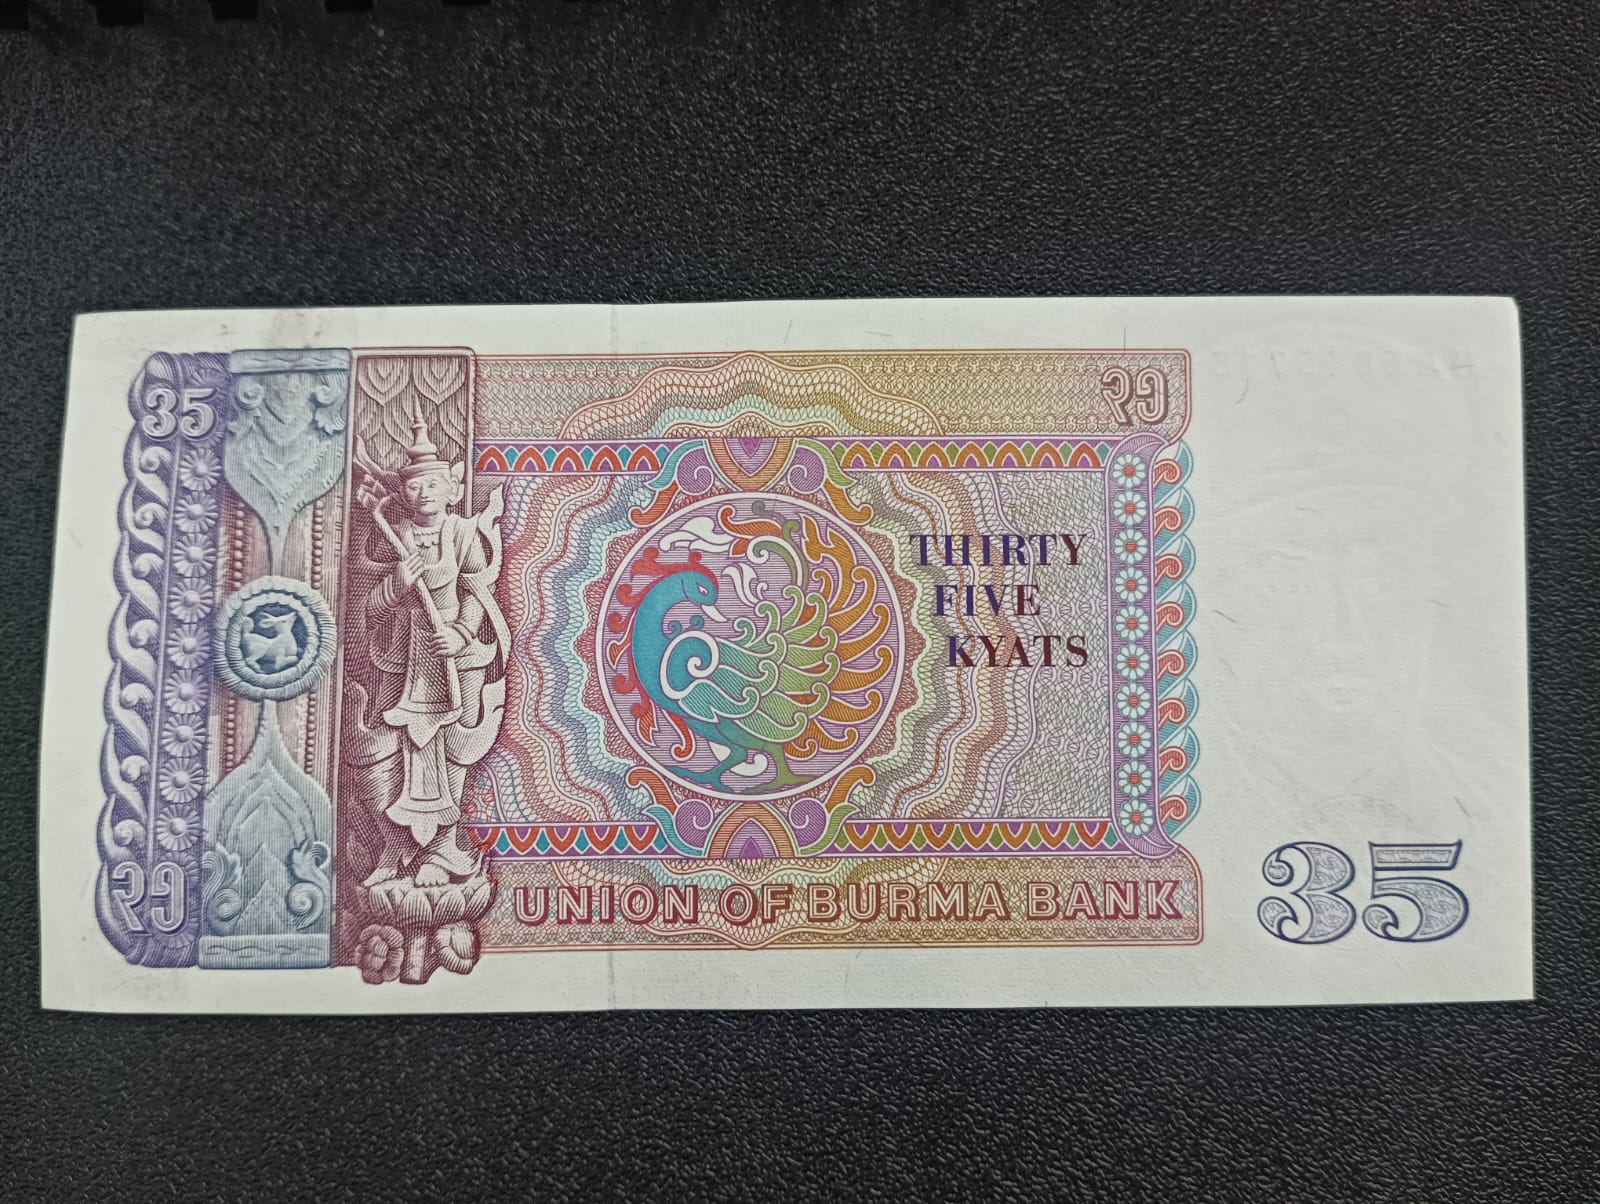 35
၃၅
THIRTY
FIVE
KYATS
၃၅
UNION OF BURMA BANK
35